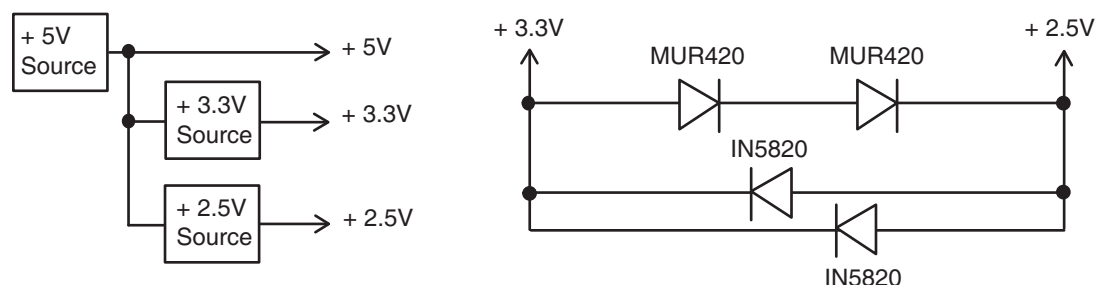 + 5V
Source
+ 5V
+ 3.3V
Source
+ 3.3V
+ 2.5V
Source
+ 2.5V
+ 3.3V
+ 2.5V
MUR420
MUR420
IN5820
IN5820